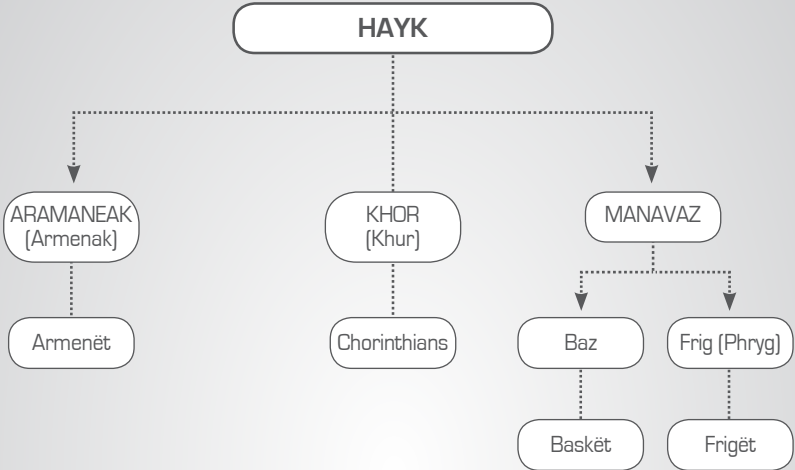 HAYK
ARAMANEAK
(Armenak)
KHOR
(Khur)
MANAVAZ
Armenët
Chorinthians
Baz
Frig (Phryg)
Baskët
Frigët